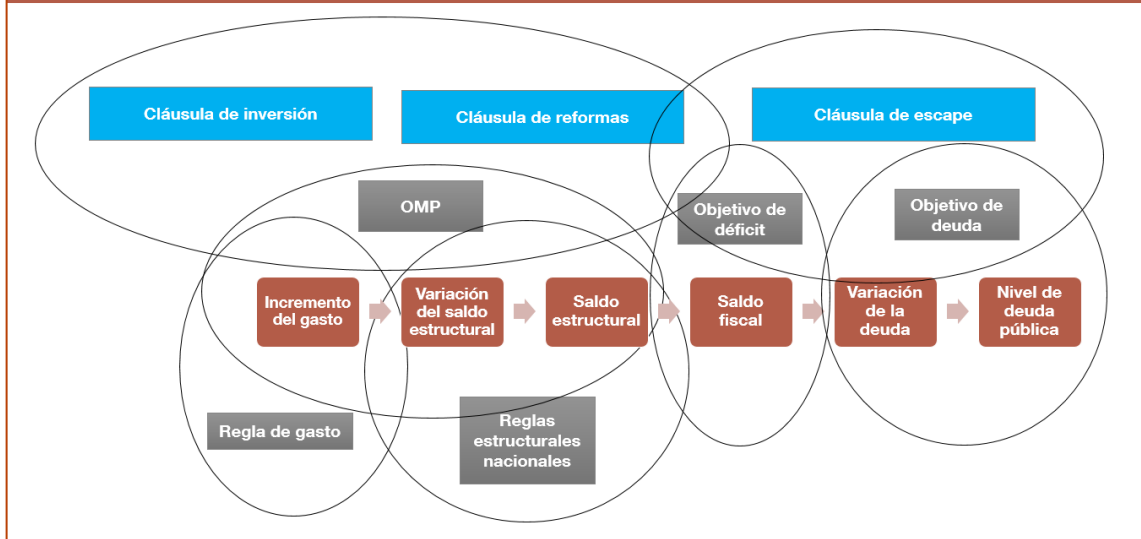 Cláusula de inversión
Cláusula de reformas
Cláusula de escape
OMP
Objetivo de
déficit
Objetivo de
deuda
Incremento
del gasto
Variación
del saldo
estructural
Saldo
estructural
Saldo
fiscal
Variación
de la
deuda
Nivel de
deuda
pública
Regla de gasto
Reglas
estructurales
nacionales